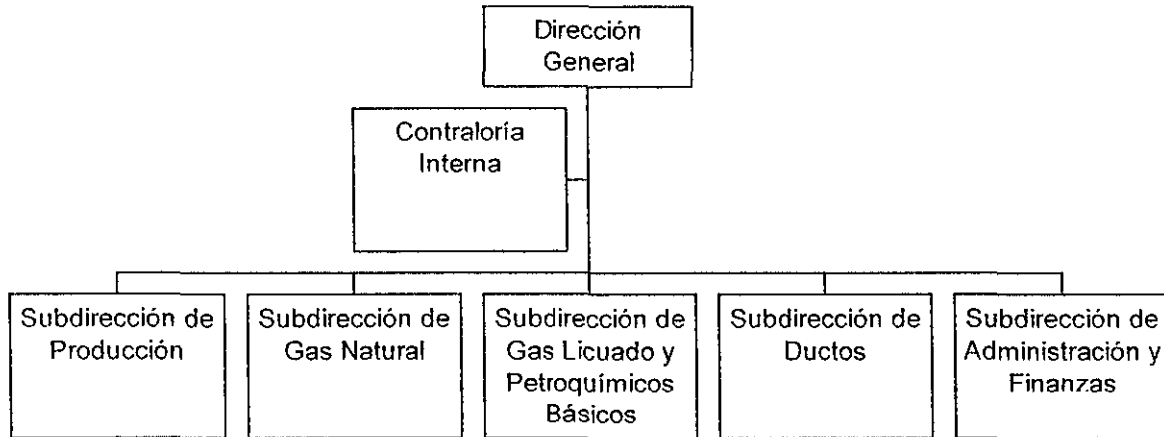 Dirección
General
Contraloría
Interna
Subdirección de
Producción
Subdirección de
Gas Natural
Subdirección de
Gas Licuado y
Petroquímicos
Básicos
Subdirección de
Ductos
Subdirección de
Administración y
Finanzas